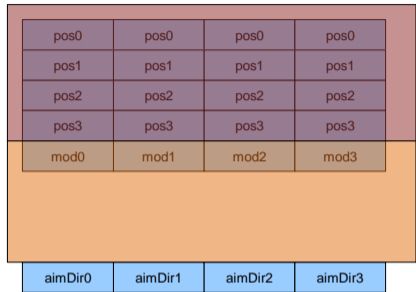 pos0 pos0 pos0 pos0
pos1 pos1 pos1 pos1
pos2 pos2 pos2 pos2
pos3 pos3 pos3 pos3
mod0 mod1 mod2 mod3
aimDir0 aimDir1 aimDir2 aimDir3